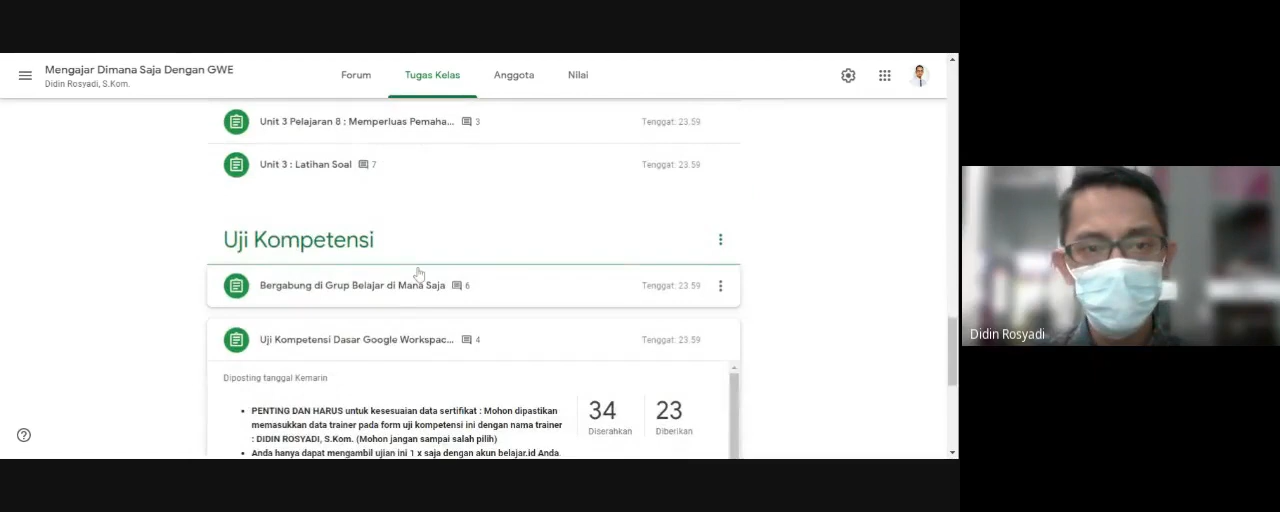 Mengajar Dimana Saja Dengan GWE
Didin Rosyadi, S.Kom.
Forum
Tugas Kelas
Anggota
Nilai
Unit 3 Pelajaran 8 : Memperluas Pemaha... 3
Tenggat: 23.59
Unit 3 : Latihan Soal 7
Tenggat: 23.59
Uji Kompetensi
Bergabung di Grup Belajar di Mana Saja 6
Tenggat: 23.59
Uji Kompetensi Dasar Google Workspac... 4
Tenggat: 23.59
Diposting tanggal Kemarin
• PENTING DAN HARUS untuk kesesuaian data sertifikat : Mohon dipastikan
memasukkan data trainer pada form uji kompetensi ini dengan nama trainer
: DIDIN ROSYADI, S.Kom. (Mohon jangan sampai salah pilih)
• Anda hanya dapat mengambil ujian ini 1 x saja dengan akun belajar.id Anda.
34
Diserahkan
23
Diberikan
Didin Rosyadi